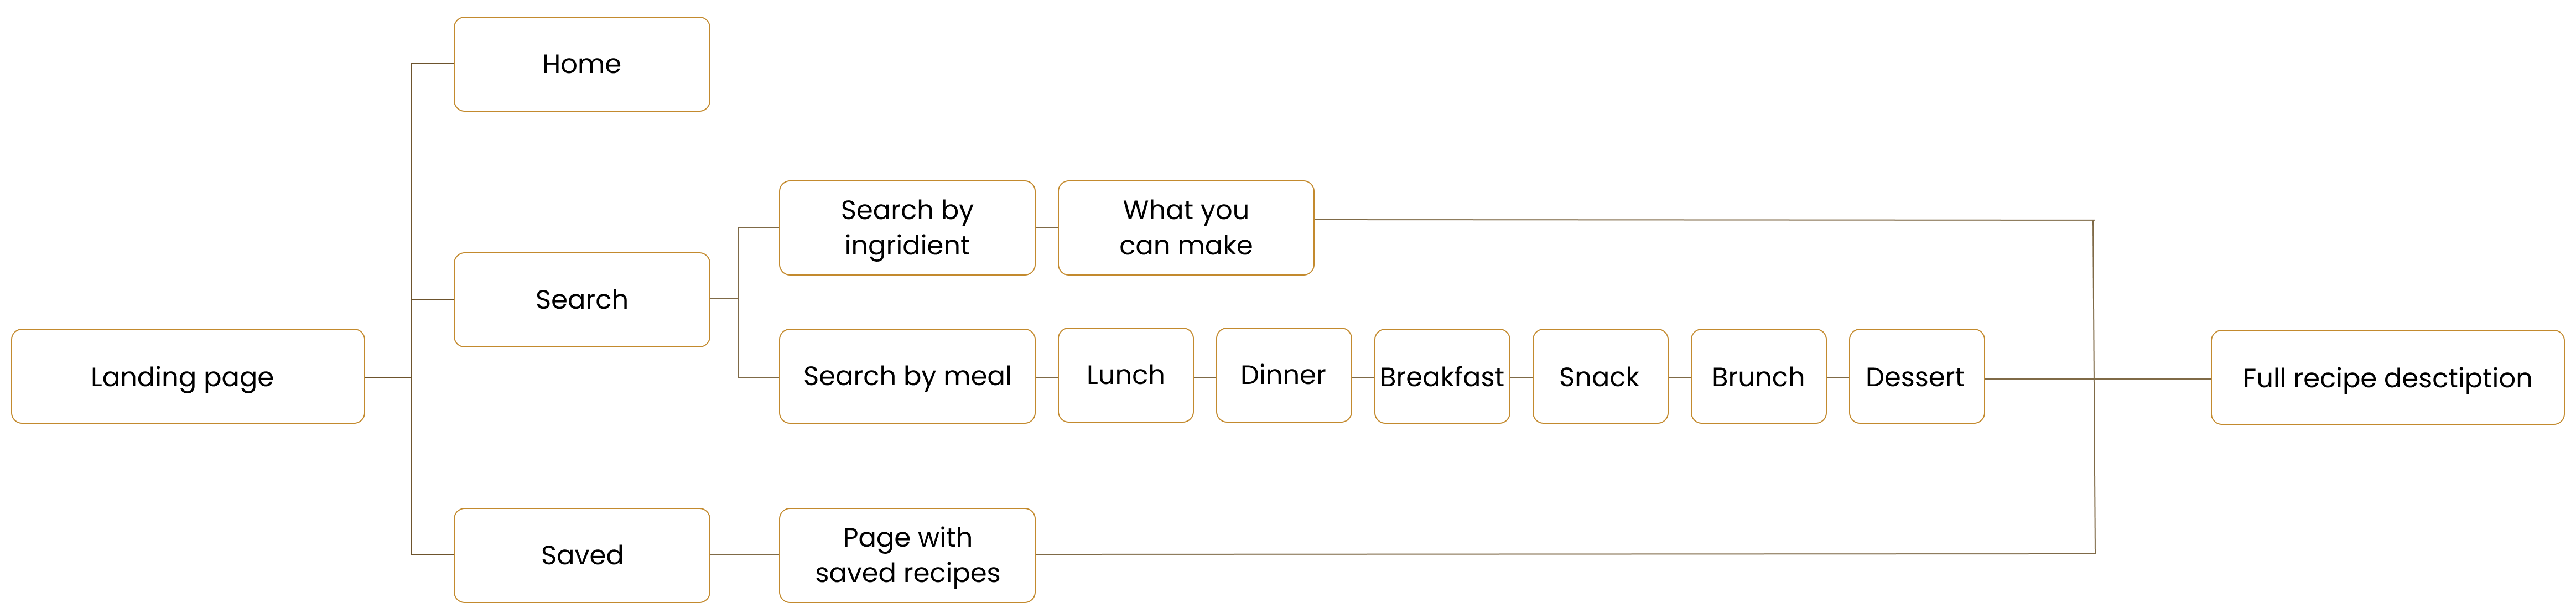 Home
Search by
ingridient
What you
can make
Search
Landing page
Search by meal
Lunch
Dinner
Breakfast
Snack
Brunch
Dessert
Full recipe desctiption
Saved
Page with
saved recipes